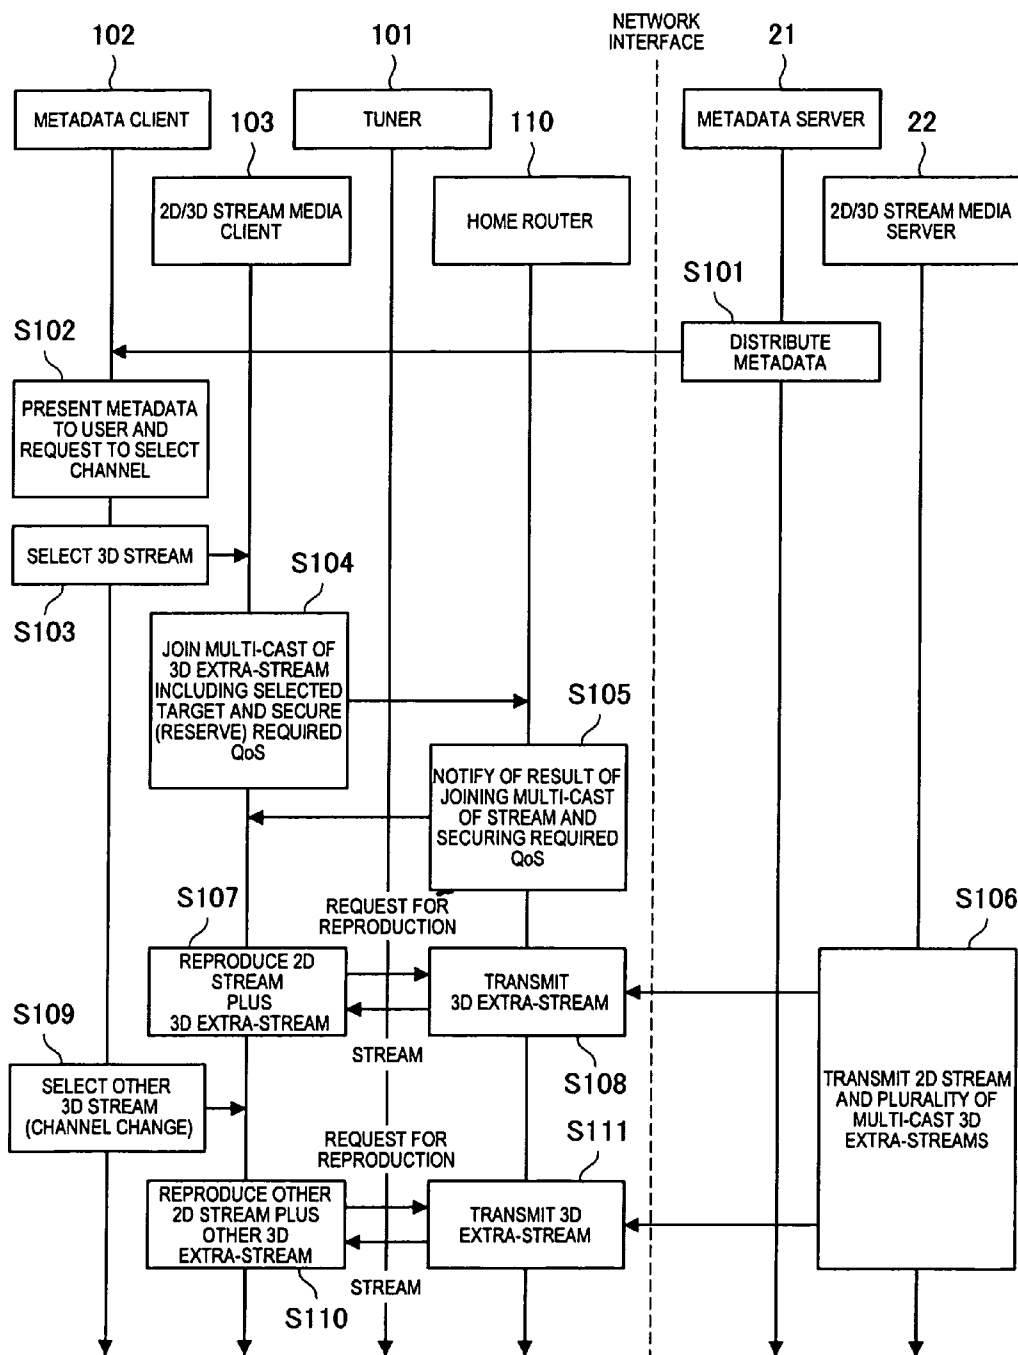 NETWORK
INTERFACE
102
101
21
METADATA CLIENT
103
TUNER
110
METADATA SERVER
22
2D/3D STREAM MEDIA
CLIENT
HOME ROUTER
2D/3D STREAM MEDIA
SERVER
S101
S102
DISTRIBUTE
METADATA
PRESENT METADATA
TO USER AND
REQUEST TO SELECT
CHANNEL
SELECT 3D STREAM
S103
S104
JOIN MULTI-CAST OF
3D EXTRA-STREAM
INCLUDING SELECTED
TARGET AND SECURE
(RESERVE) REQUIRED
QoS
S105
NOTIFY OF RESULT OF
JOINING MULTI-CAST
OF STREAM AND
SECURING REQUIRED
QoS
S107
REQUEST FOR
REPRODUCTION
S106
REPRODUCE 2D
STREAM
PLUS
3D EXTRA-STREAM
TRANSMIT
3D EXTRA-STREAM
S109
STREAM
S108
SELECT OTHER
3D STREAM
(CHANNEL CHANGE)
TRANSMIT 2D STREAM
AND PLURALITY OF
MULTI-CAST 3D
EXTRA-STREAMS
REQUEST FOR
REPRODUCTION
S111
REPRODUCE OTHER
2D STREAM PLUS
OTHER 3D
EXTRA-STREAM
TRANSMIT 3D
EXTRA-STREAM
STREAM
S110